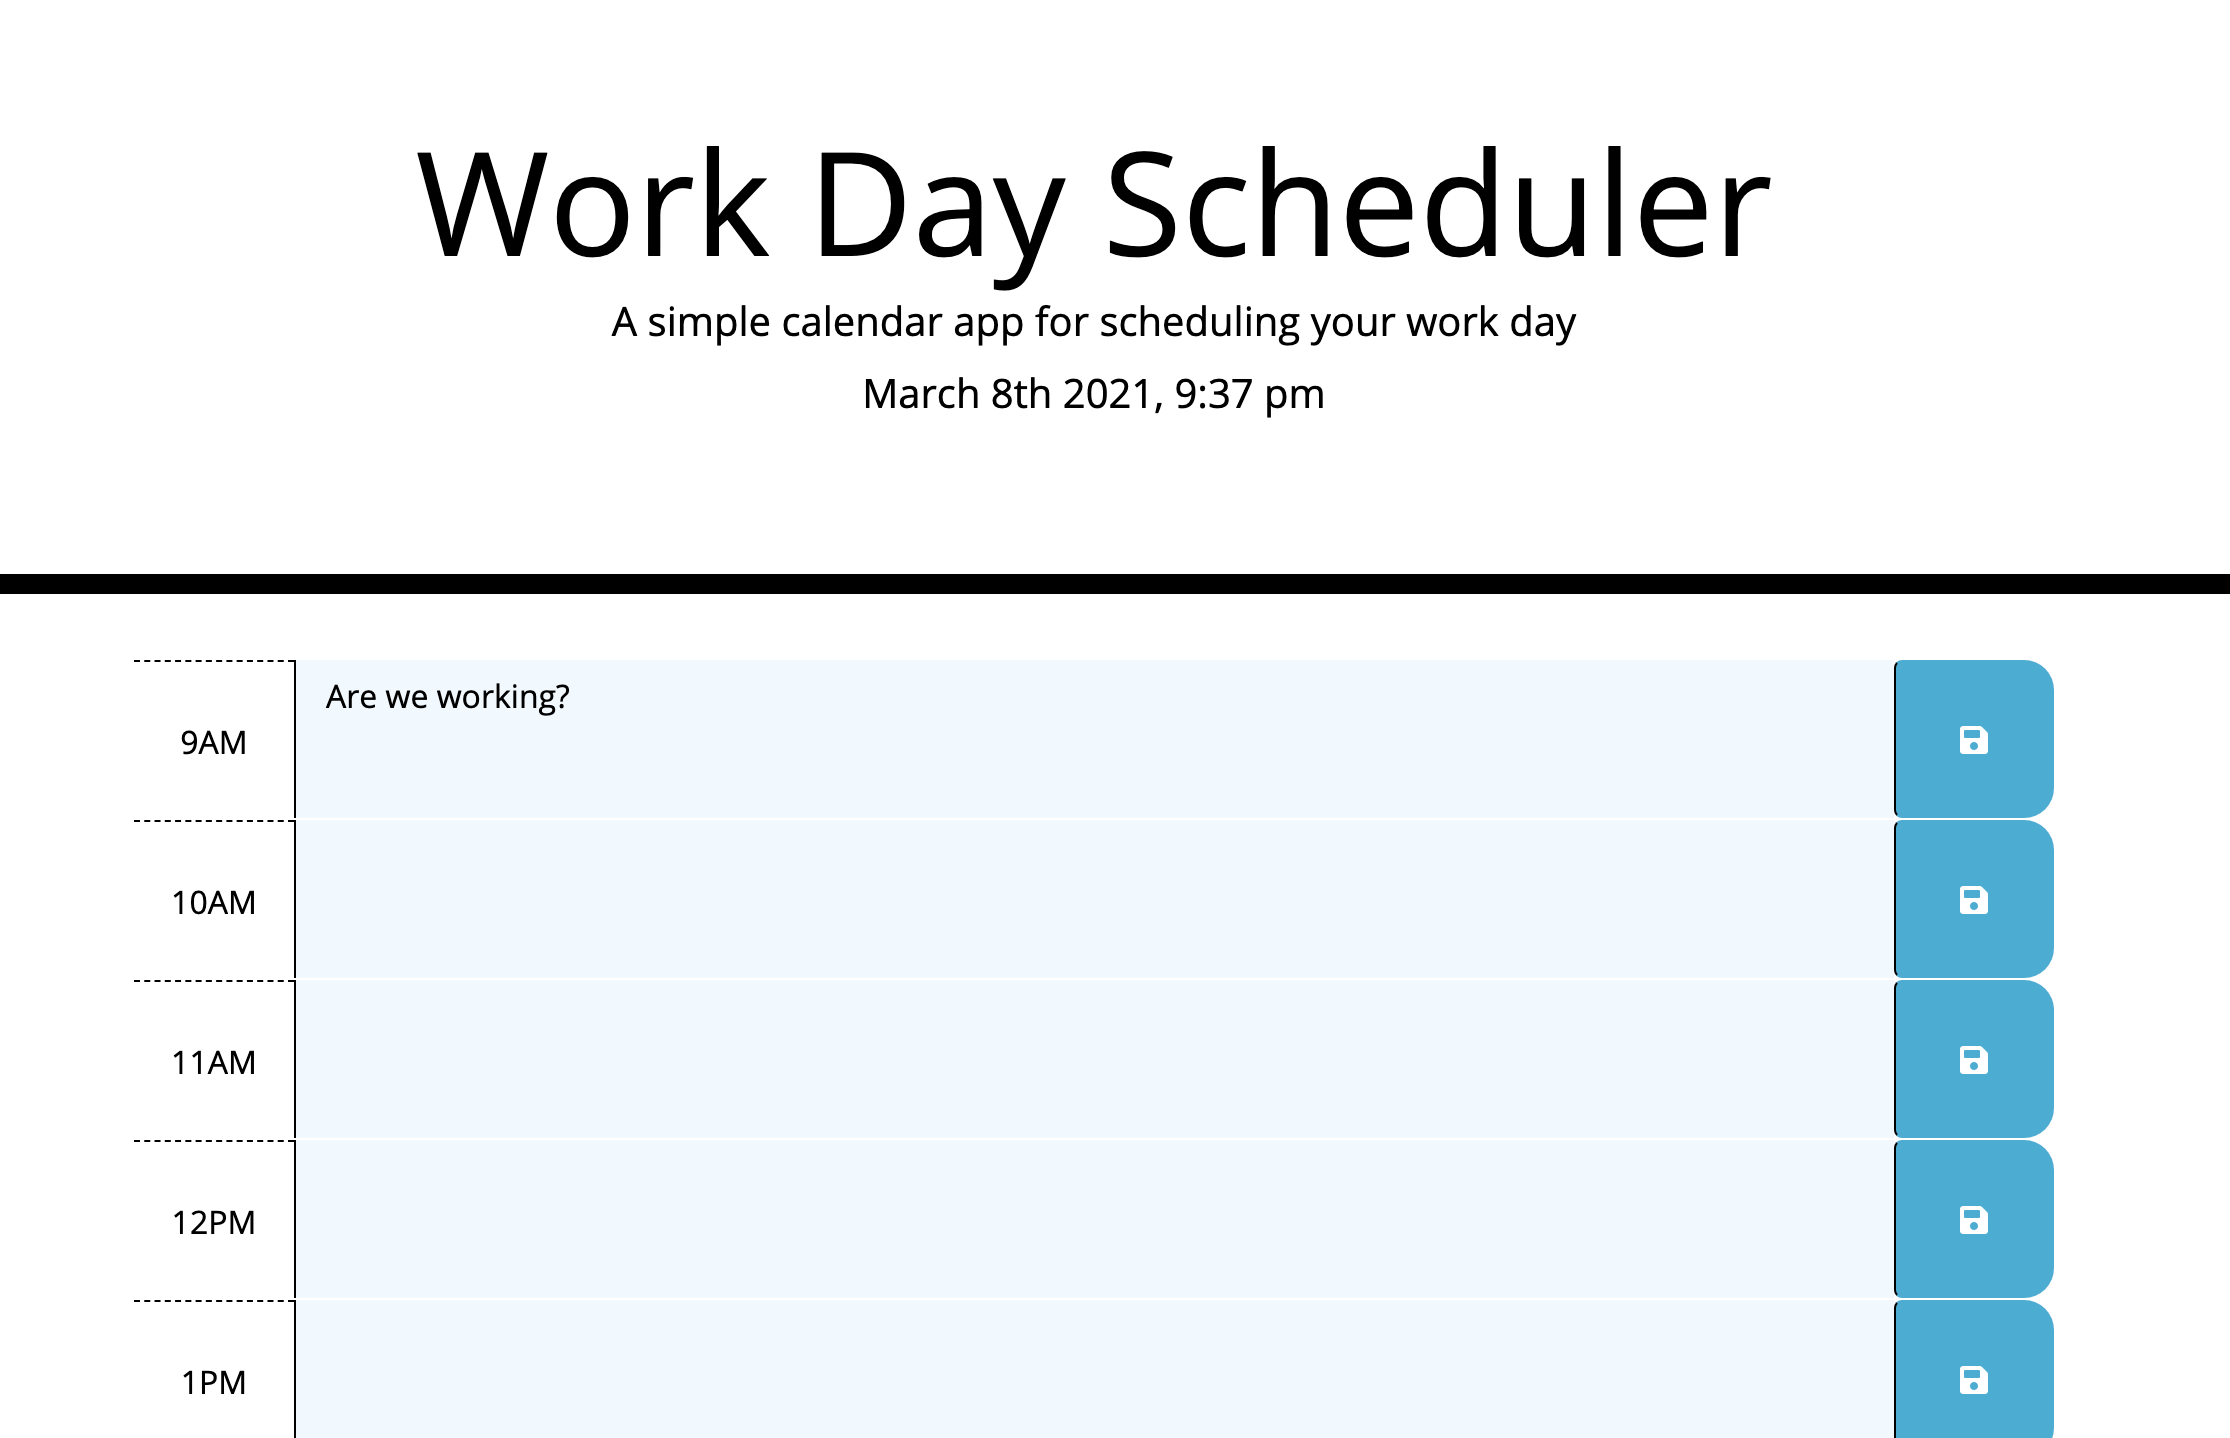 Work Day Scheduler
A simple calendar app for scheduling your work day
March 8th 2021, 9:37 pm
9AM
Are we working?
10AM
11AM
12PM
1PM